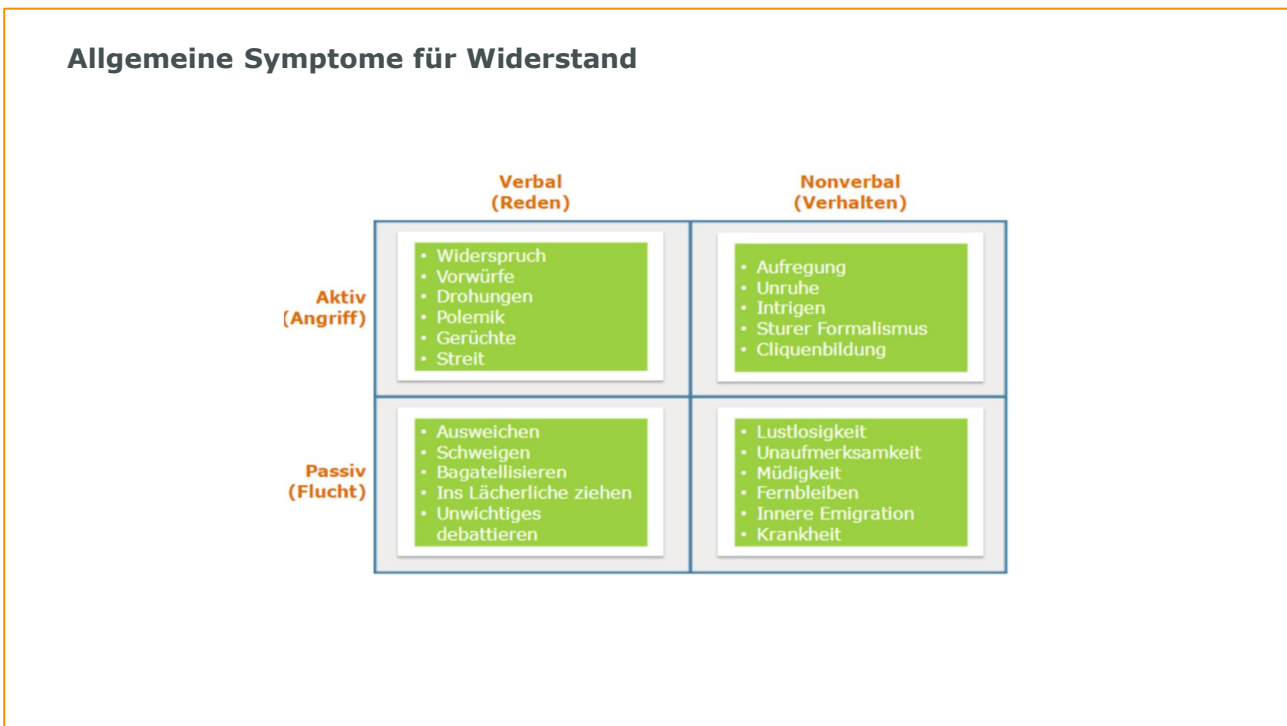 Allgemeine Symptome für Widerstand
Verbal
(Reden)
Nonverbal
(Verhalten)
Aktiv
(Angriff)
• Widerspruch
• Vorwürfe
• Drohungen
• Polemik
• Gerüchte
• Streit
• Aufregung
• Unruhe
• Intrigen
• Sturer Formalismus
• Cliquenbildung
Passiv
(Flucht)
• Ausweichen
• Schweigen
• Bagatellisieren
• Ins Lächerliche ziehen
• Unwichtiges
debattieren
• Lustlosigkeit
• Unaufmerksamkeit
• Müdigkeit
• Fernbleiben
• Innere Emigration
• Krankheit